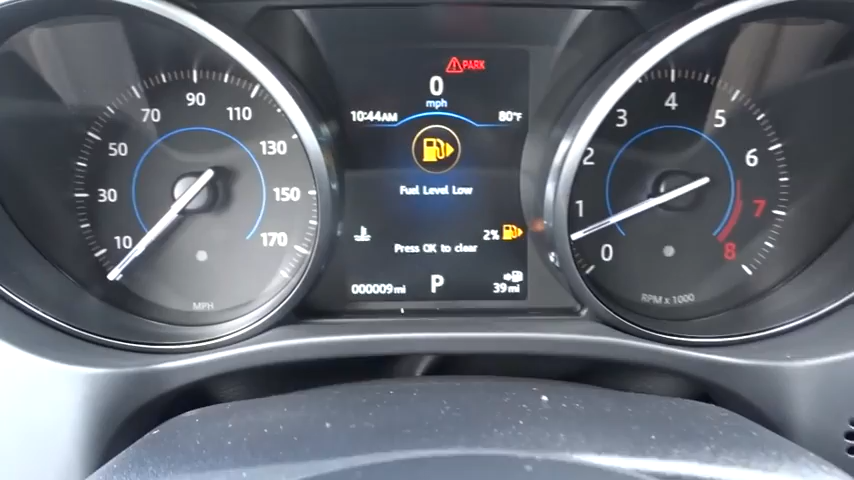 PARK
0
mph
10:44AM
80°F
Fuel Level Low
2%
Press OK to clear
000009mi
P
39mi
10
30
50
70
90
110
130
150
170
MPH
0
1
2
3
4
5
6
7
8
RPM x 1000